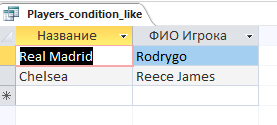 Players_condition_like
Название ФИО Игрока
Real Madrid Rodrygo
Chelsea Reece James